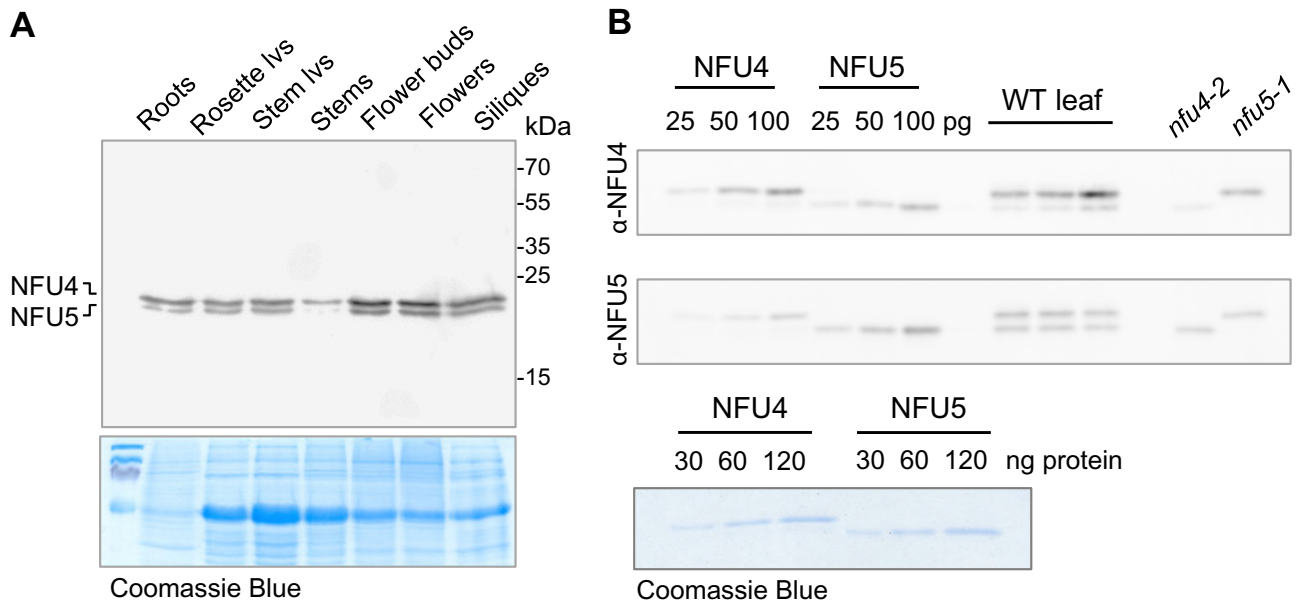 A
Roots
Rosette lvs
Stem lvs
Stems
Flower buds
Flowers
Siliques
kDa
-70
-55
-35
-25
-15
NFU4
NFU5
Coomassie Blue
B
NFU4 NFU5 WT leaf nfu4-2 nfu5-1
25 50 100 25 50 100 pg
α-NFU4
α-NFU5
NFU4 NFU5
30 60 120 30 60 120 ng protein
Coomassie Blue